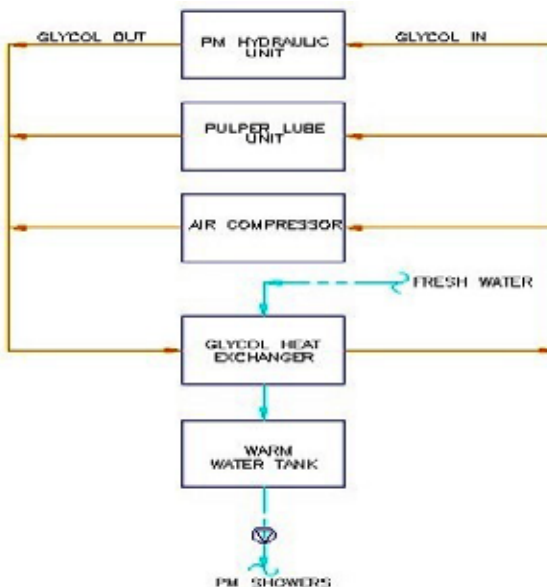 GLYCOL OUT
PM HYDRAULIC
UNIT
GLYCOL IN
PULPER LUBE
UNIT
AIR COMPRESSOR
FRESH WATER
GLYCOL HEAT
EXCHANGER
WARM
WATER TANK
PM SHOWERS